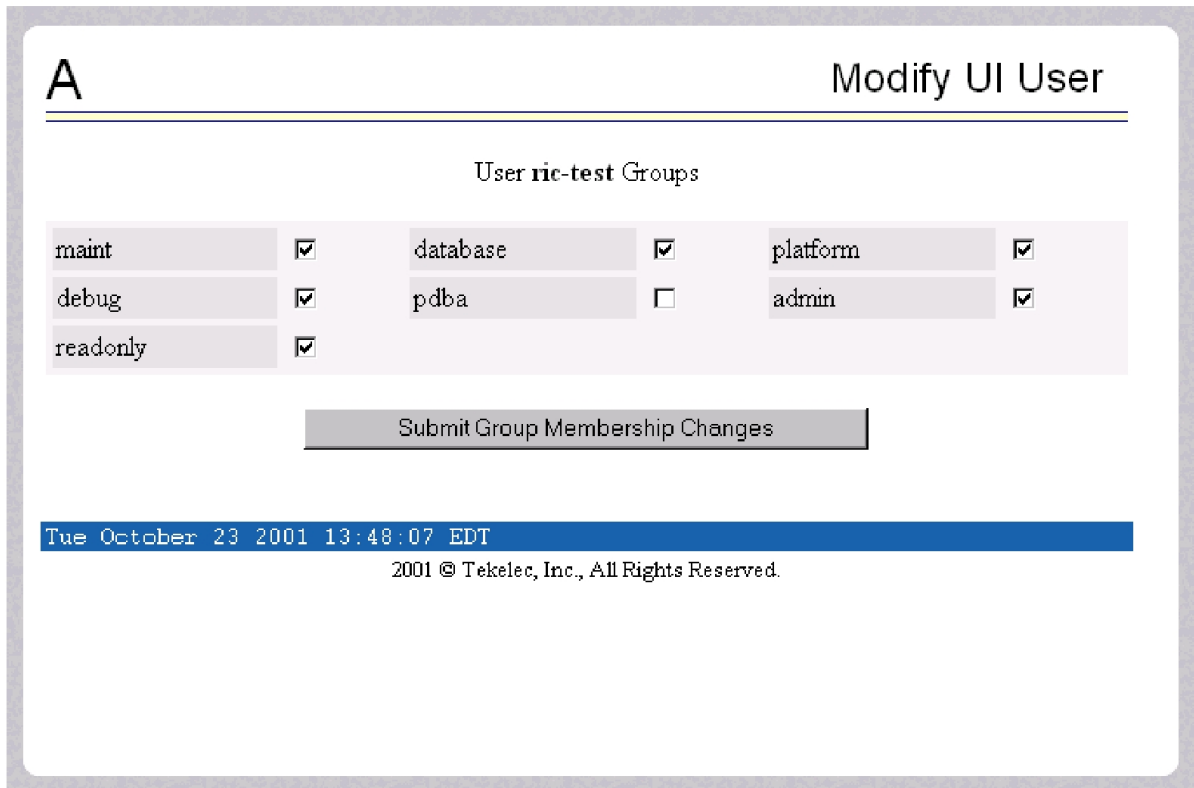 A Modify UI User
User ric-test Groups
maint database platform
debug pdba admin
readonly
Submit Group Membership Changes
Tue October 23 2001 13:48:07 EDT
2001 © Tekelec, Inc., All Rights Reserved.